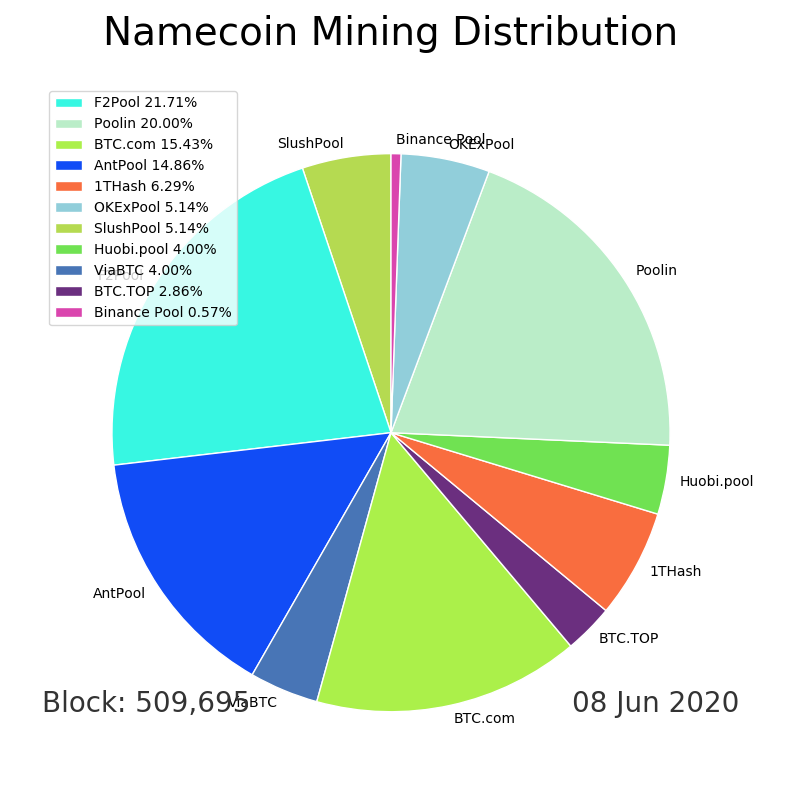 Namecoin Mining Distribution
F2Pool 21.71%
Poolin 20.00%
BTC.com 15.43%
AntPool 14.86%
1THash 6.29%
OKExPool 5.14%
SlushPool 5.14%
Huobi.pool 4.00%
ViaBTC 4.00%
BTC.TOP 2.86%
Binance Pool 0.57%
SlushPool
Binance Pool
OKExPool
Poolin
F2Pool
Huobi.pool
1THash
AntPool
BTC.TOP
ViaBTC
BTC.com
Block: 509,695
08 Jun 2020